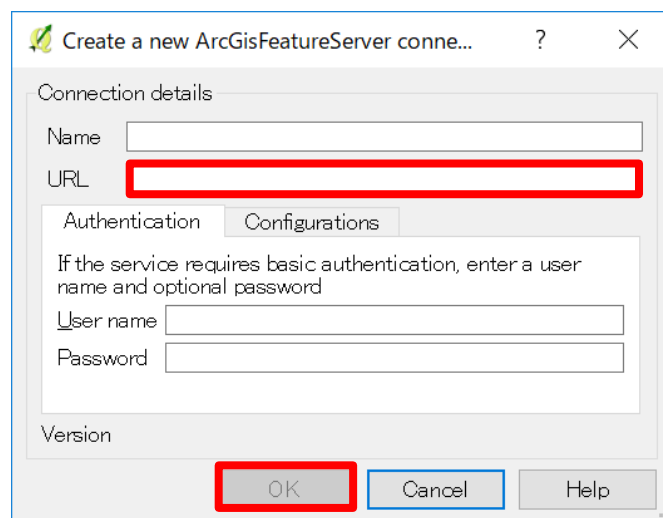 Create a new ArcGisFeatureServer conne... ?
Connection details
Name
URL
Authentication Configurations
If the service requires basic authentication, enter a user
name and optional password
User name
Password
Version
OK Cancel Help